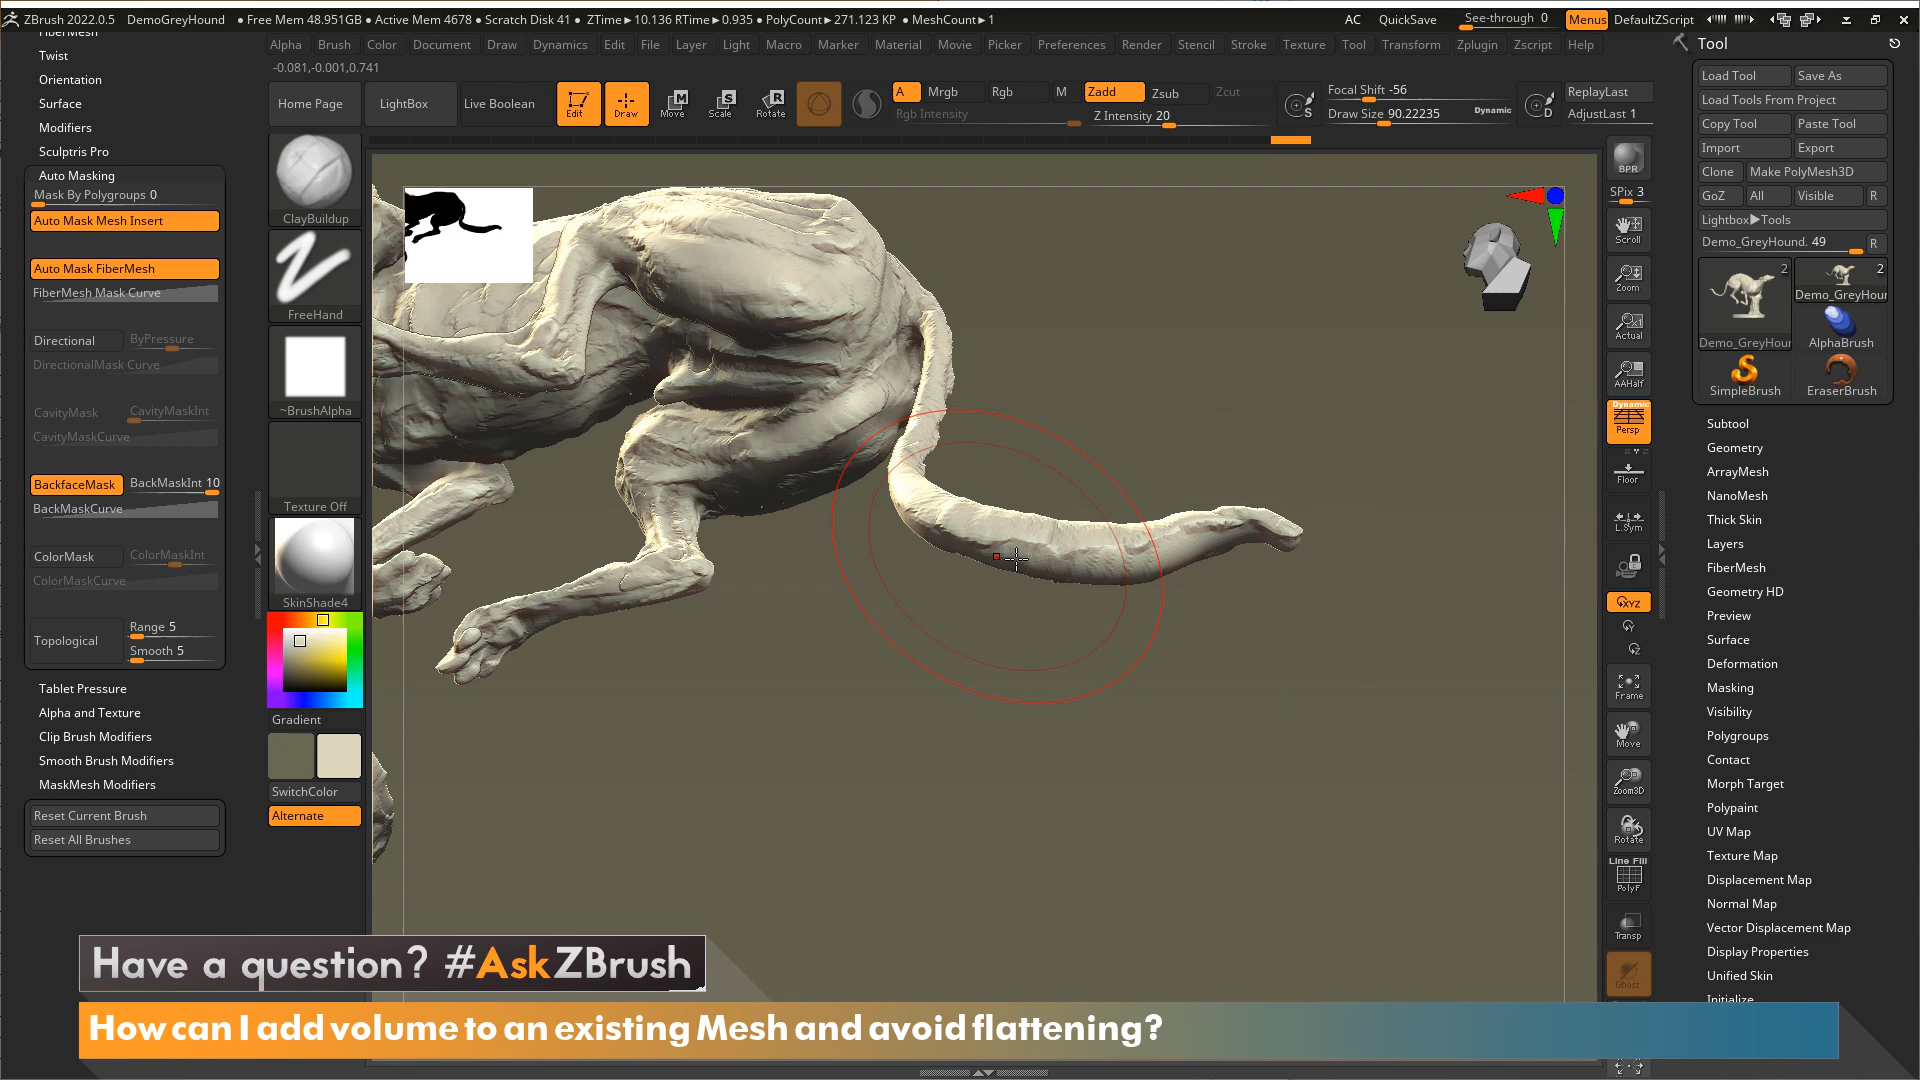 ZBrush 2022.0.5 DemoGreyHound • Free Mem 48.951GB • Active Mem 4678 • Scratch Disk 41 • ZTime▶10.136 RTime▶0.935 • PolyCount▶271.123 KP • MeshCount▶1 AC QuickSave See-through 0 Menus DefaultZScript
FiberMesh
Twist
Orientation
Surface
Modifiers
Sculptris Pro
Auto Masking
Mask By Polygroups 0
Auto Mask Mesh Insert
Auto Mask FiberMesh
FiberMesh Mask Curve
Directional ByPressure
DirectionalMask Curve
CavityMask CavityMaskInt
CavityMaskCurve
BackfaceMask BackMaskInt 10
BackMaskCurve
ColorMask ColorMaskInt
ColorMaskCurve
Topological Range 5
Smooth 5
Tablet Pressure
Alpha and Texture
Clip Brush Modifiers
Smooth Brush Modifiers
MaskMesh Modifiers
Reset Current Brush
Reset All Brushes
Alpha Brush Color Document Draw Dynamics Edit File Layer Light Macro Marker Material Movie Picker Preferences Render Stencil Stroke Texture Tool Transform Zplugin Zscript Help
-0.081,-0.001,0.741
Home Page LightBox Live Boolean Edit Draw Move Scale Rotate
A Mrgb Rgb M Zadd Zsub Zcut
Rgb Intensity Z Intensity 20
S Focal Shift -56
Draw Size 90.22235 Dynamic
D ReplayLast
AdjustLast 1
ClayBuildup
FreeHand
~BrushAlpha
Texture Off
SkinShade4
Gradient
SwitchColor
Alternate
BPR
SPix 3
Scroll
Zoom
Actual
AAHalf
Dynamic
Persp
Floor
L.Sym
XYZ
Frame
Move
Zoom3D
Rotate
Line Fill
PolyF
Transp
Ghost
Tool
Load Tool Save As
Load Tools From Project
Copy Tool Paste Tool
Import Export
Clone Make PolyMesh3D
GoZ All Visible R
Lightbox▶Tools
Demo_GreyHound. 49 R
2 2
Demo_GreyHour
Demo_GreyHour AlphaBrush
SimpleBrush EraserBrush
Subtool
Geometry
ArrayMesh
NanoMesh
Thick Skin
Layers
FiberMesh
Geometry HD
Preview
Surface
Deformation
Masking
Visibility
Polygroups
Contact
Morph Target
Polypaint
UV Map
Texture Map
Displacement Map
Normal Map
Vector Displacement Map
Display Properties
Unified Skin
Initialize
Have a question? #AskZBrush
How can I add volume to an existing Mesh and avoid flattening?